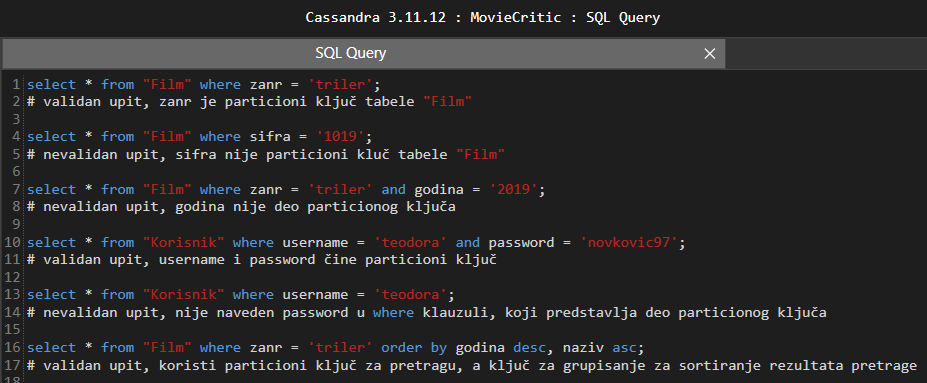 Cassandra 3.11.12 : MovieCritic : SQL Query
SQL Query ×
1 select * from "Film" where zanr = 'triler';
2 # validan upit, zanr je particioni ključ tabele "Film"
3
4 select * from "Film" where sifra = '1019';
5 # nevalidan upit, sifra nije particioni kluč tabele "Film"
6
7 select * from "Film" where zanr = 'triler' and godina = '2019';
8 # nevalidan upit, godina nije deo particionog ključa
9
10 select * from "Korisnik" where username = 'teodora' and password = 'novkovic97';
11 # validan upit, username i password čine particioni ključ
12
13 select * from "Korisnik" where username = 'teodora';
14 # nevalidan upit, nije naveden password u where klauzuli, koji predstavlja deo particionog ključa
15
16 select * from "Film" where zanr = 'triler' order by godina desc, naziv asc;
17 # validan upit, koristi particioni ključ za pretragu, a ključ za grupisanje za sortiranje rezultata pretrage
18